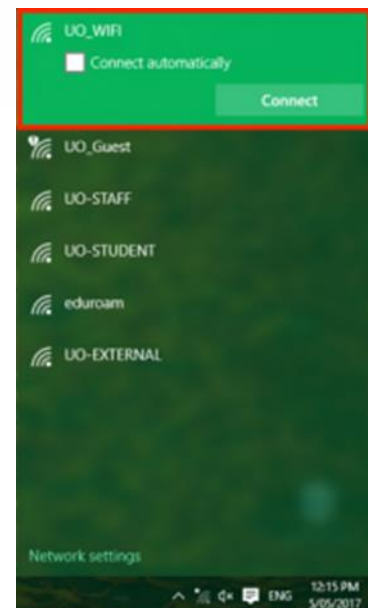 UO_WIFI
Connect automatically
Connect
UO_Guest
UO-STAFF
UO-STUDENT
eduroam
UO-EXTERNAL
Network settings
ENG 12:15 PM
5/05/2017